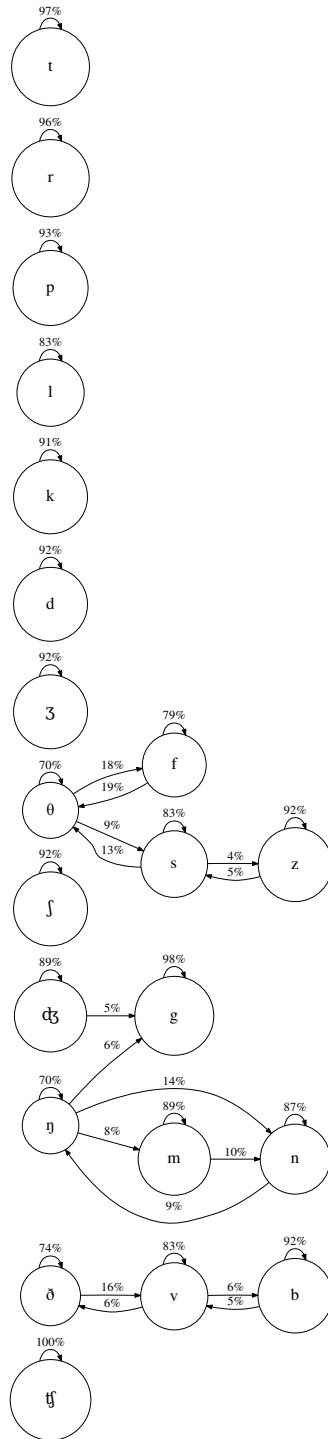 97%
t
96%
r
93%
p
83%
l
91%
k
92%
d
92%
ʒ
79%
f
70%
θ
18%
19%
9%
13%
83%
s
4%
5%
92%
z
92%
ʃ
89%
ʤ
5%
98%
g
6%
70%
ŋ
14%
8%
89%
m
10%
87%
n
9%
74%
ð
16%
6%
83%
v
6%
5%
92%
b
100%
ʧ